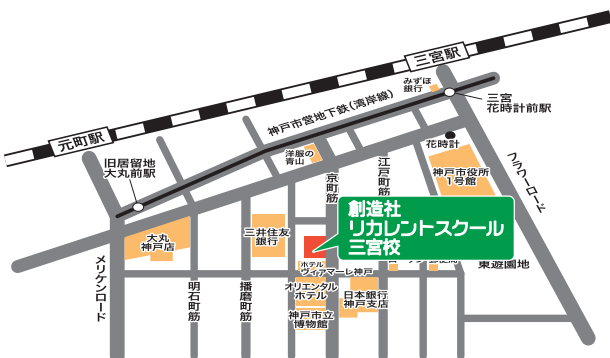 三宮駅
みずほ
銀行
三宮
花時計前駅
神戸市営地下鉄(湾岸線)
元町駅
花時計
旧居留地
大丸前駅
洋服の
青山
江戸町筋
神戸市役所
1号館
フラワーロード
京町筋
創造社
リカレントスクール
三宮校
大丸
神戸店
三井住友
銀行
東遊園地
ホテル
ヴィアマーレ神戸
メリケンロード
明石町筋
播磨町筋
オリエンタル
ホテル
日本銀行
神戸支店
神戸市立
博物館